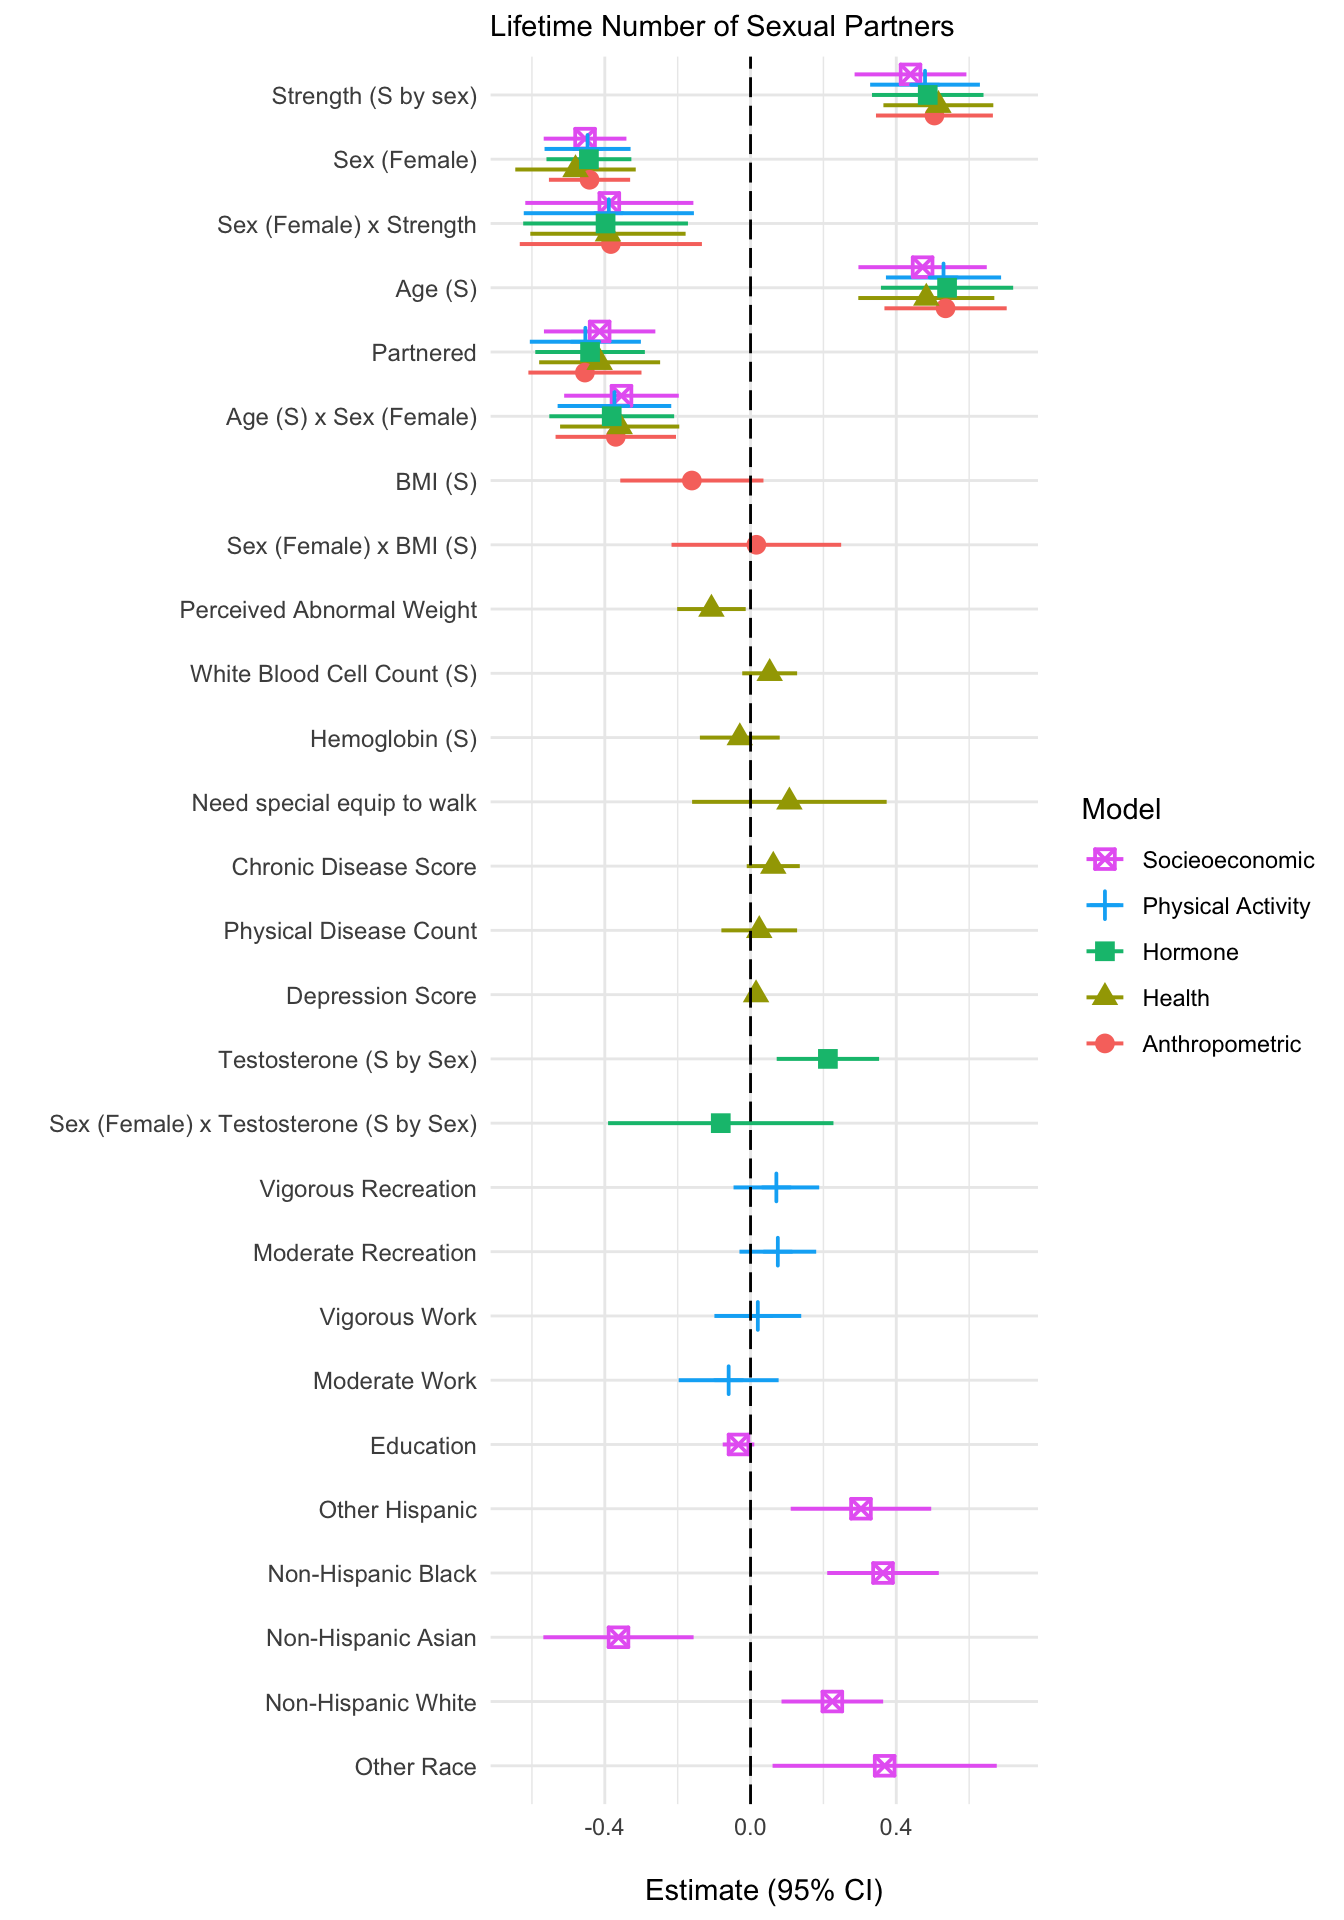 Lifetime Number of Sexual Partners
Strength (S by sex)
Sex (Female)
Sex (Female) x Strength
Age (S)
Partnered
Age (S) x Sex (Female)
BMI (S)
Sex (Female) x BMI (S)
Perceived Abnormal Weight
White Blood Cell Count (S)
Hemoglobin (S)
Need special equip to walk
Chronic Disease Score
Physical Disease Count
Depression Score
Testosterone (S by Sex)
Sex (Female) x Testosterone (S by Sex)
Vigorous Recreation
Moderate Recreation
Vigorous Work
Moderate Work
Education
Other Hispanic
Non-Hispanic Black
Non-Hispanic Asian
Non-Hispanic White
Other Race
-0.4 0.0 0.4
Estimate (95% CI)
Model
Socieoeconomic
Physical Activity
Hormone
Health
Anthropometric